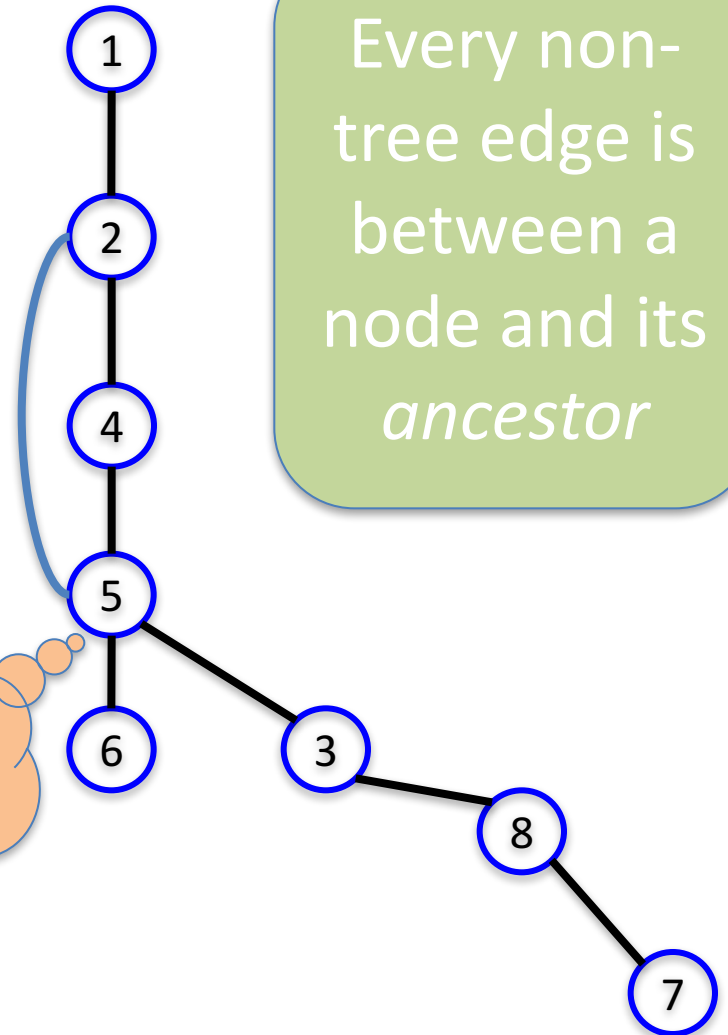 1
Every non-
tree edge is
between a
node and its
ancestor
2
4
5
6
3
8
7